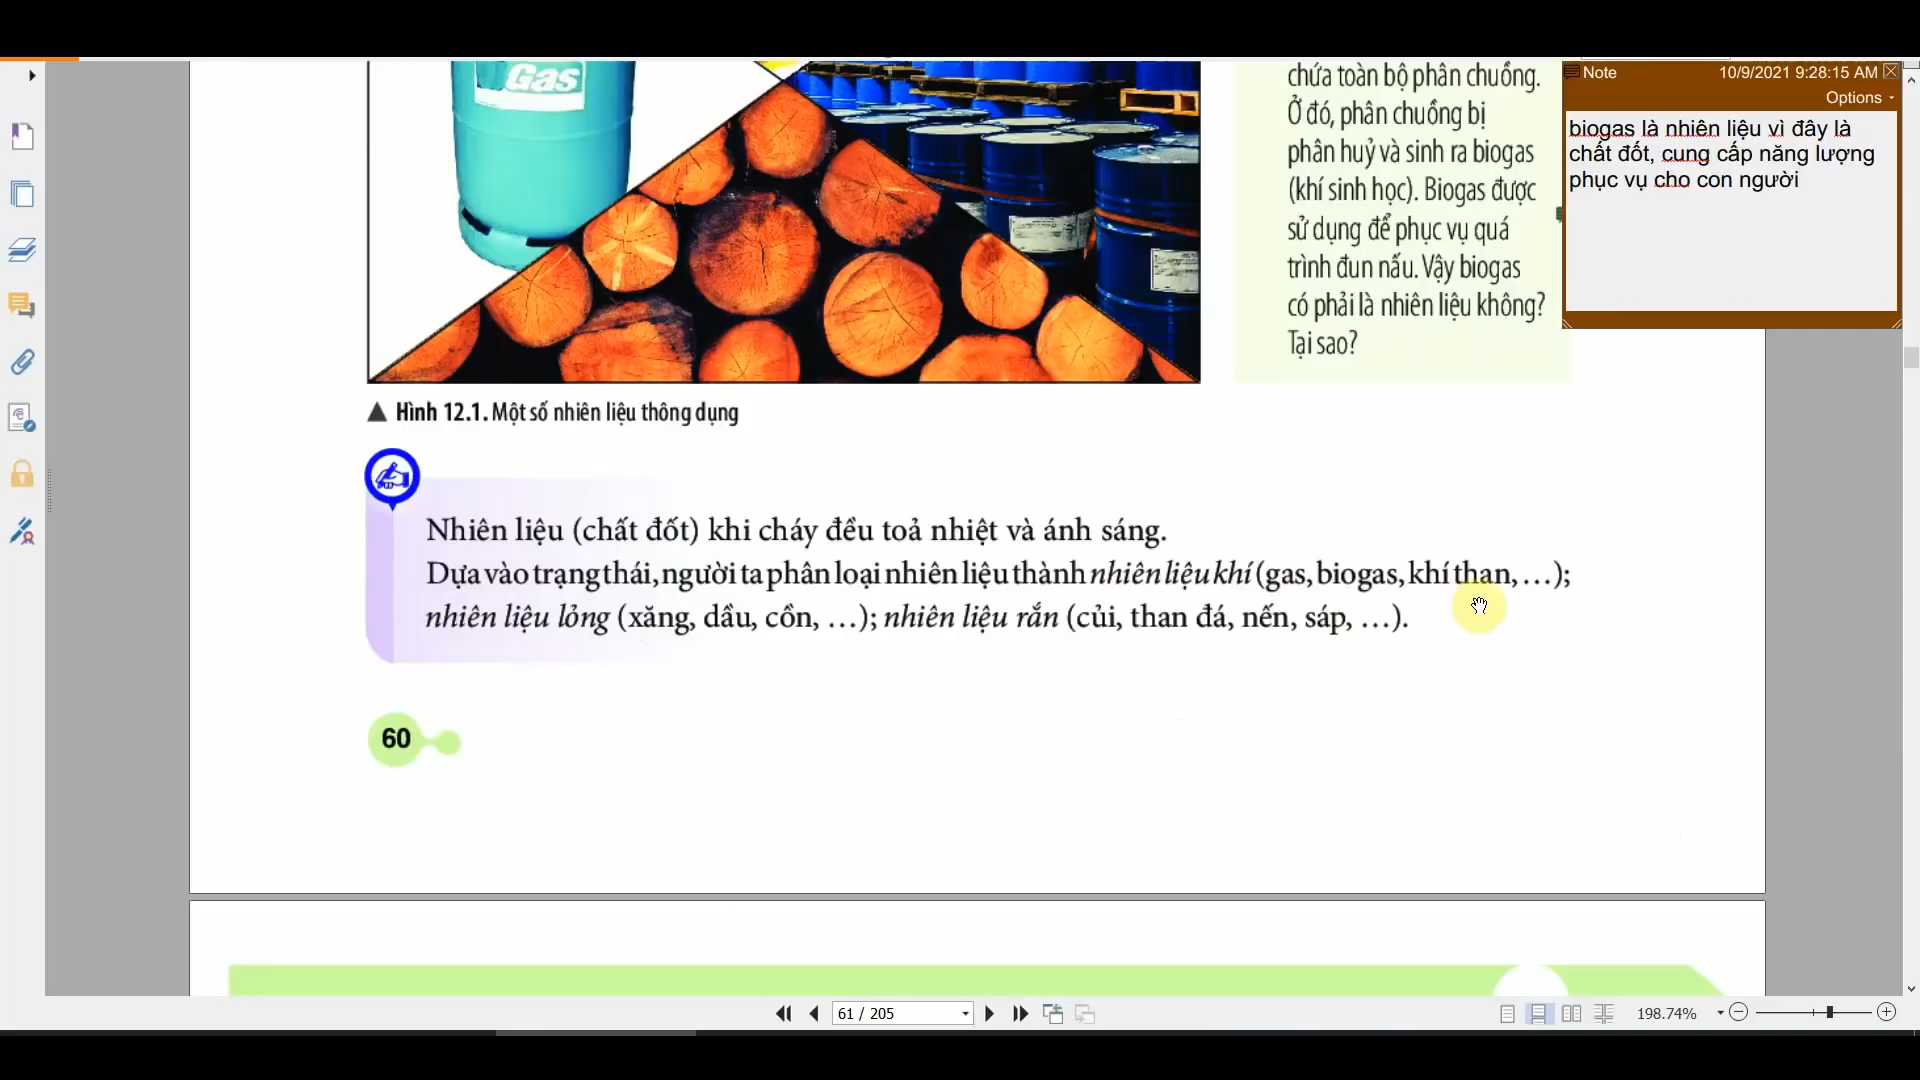 Gas
chứa toàn bộ phân chuồng.
Ở đó, phân chuồng bị
phân huỷ và sinh ra biogas
(khí sinh học). Biogas được
sử dụng để phục vụ quá
trình đun nấu. Vậy biogas
có phải là nhiên liệu không?
Tại sao?
Note 10/9/2021 9:28:15 AM
Options
biogas là nhiên liệu vì đây là
chất đốt, cung cấp năng lượng
phục vụ cho con người
▲ Hình 12.1. Một số nhiên liệu thông dụng
Nhiên liệu (chất đốt) khi cháy đều toả nhiệt và ánh sáng.
Dựa vào trạng thái, người ta phân loại nhiên liệu thành nhiên liệu khí (gas, biogas, khí than, …);
nhiên liệu lỏng (xăng, dầu, cồn, …); nhiên liệu rắn (củi, than đá, nến, sáp, …).
60
61 / 205
198.74%